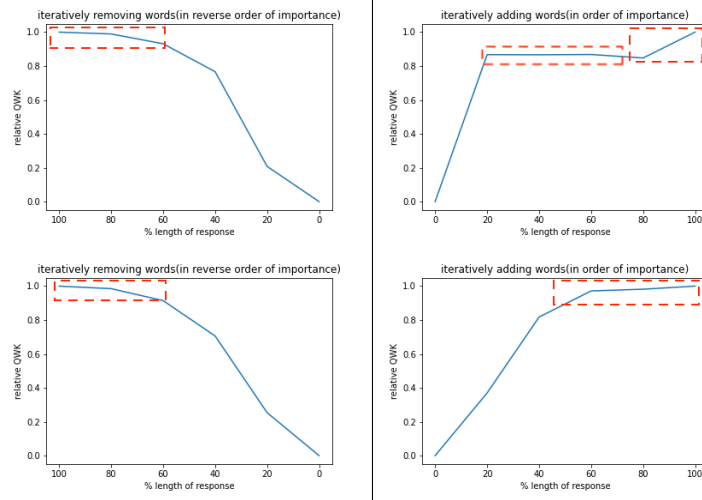 iteratively removing words(in reverse order of importance)
1.0
0.8
0.6
0.4
0.2
0.0
relative QWK
100 80 60 40 20 0
% length of response
iteratively adding words(in order of importance)
1.0
0.8
0.6
0.4
0.2
0.0
relative QWK
0 20 40 60 80 100
% length of response
iteratively removing words(in reverse order of importance)
1.0
0.8
0.6
0.4
0.2
0.0
relative QWK
100 80 60 40 20 0
% length of response
iteratively adding words(in order of importance)
1.0
0.8
0.6
0.4
0.2
0.0
relative QWK
0 20 40 60 80 100
% length of response